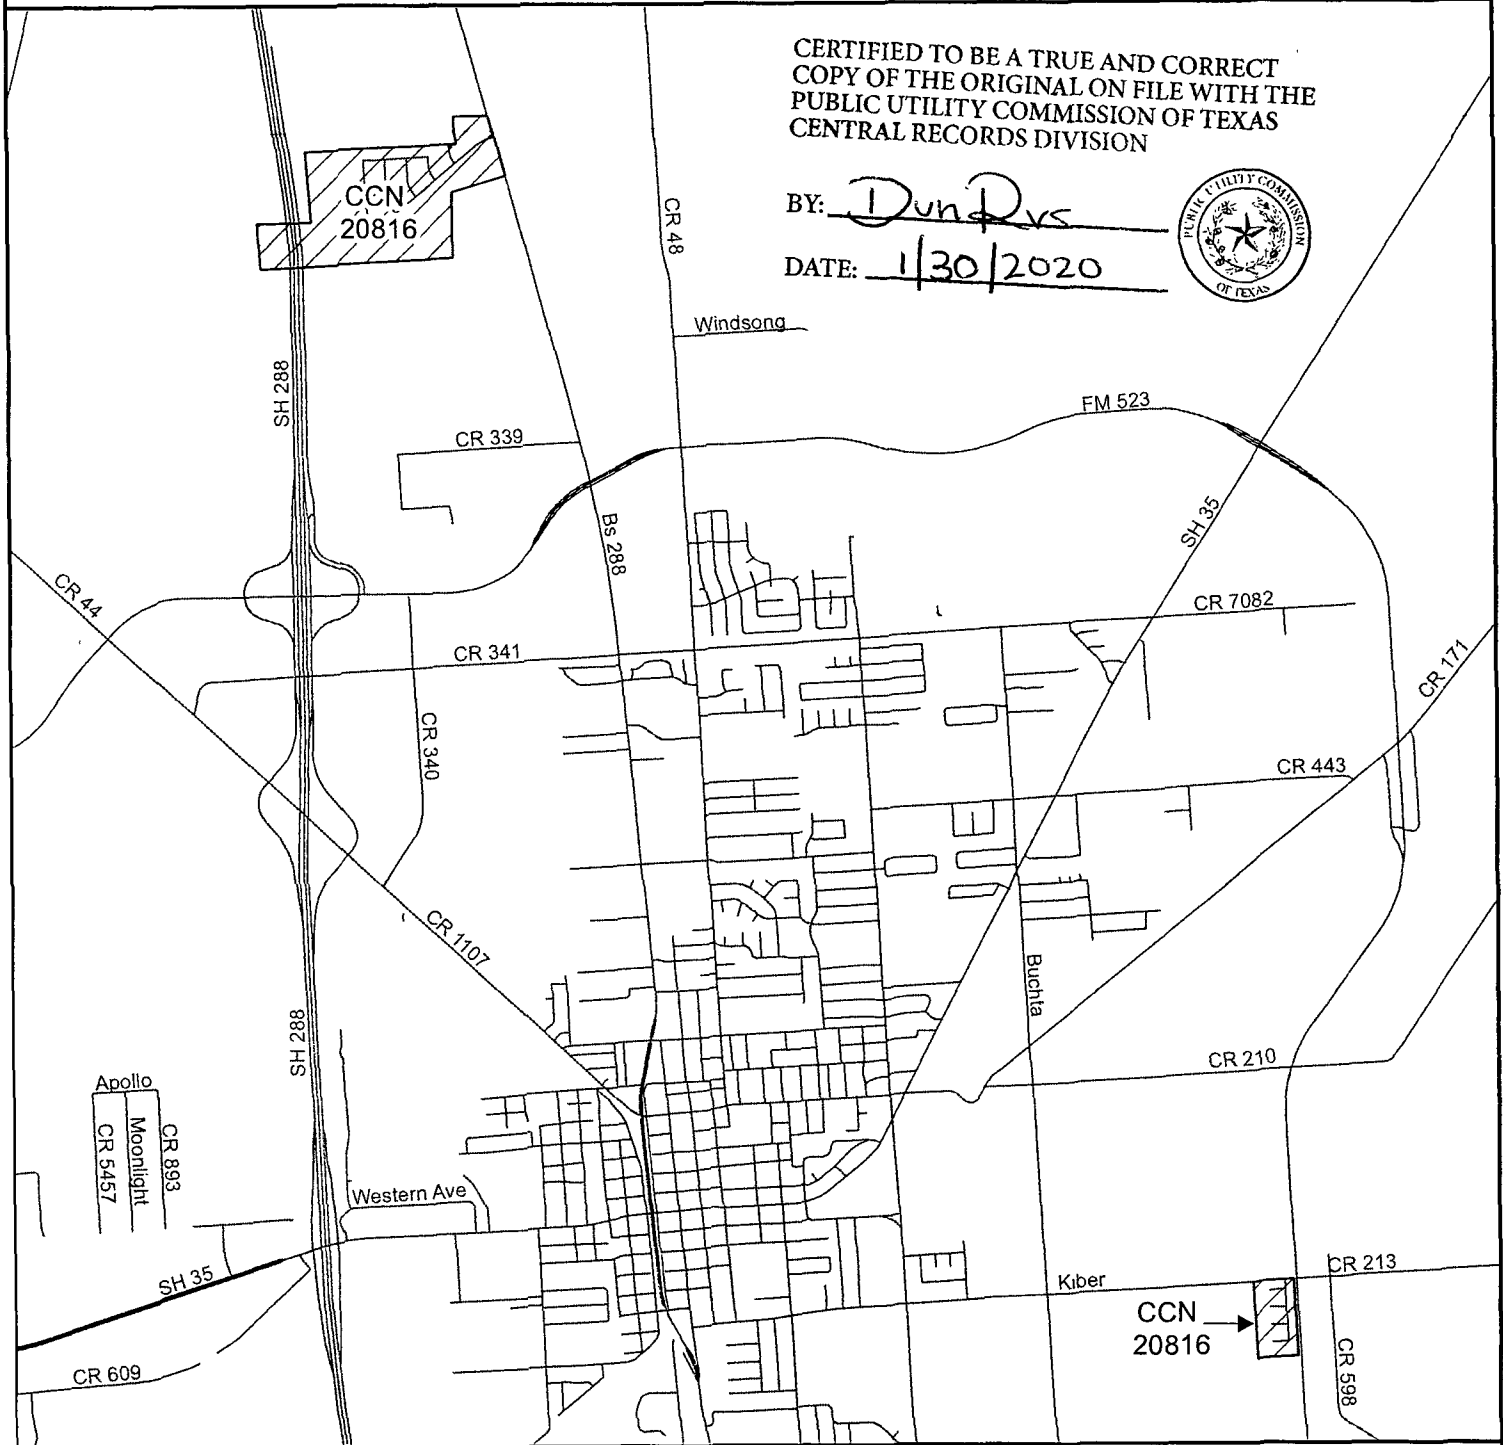 CERTIFIED TO BE A TRUE AND CORRECT
COPY OF THE ORIGINAL ON FILE WITH THE
PUBLIC UTILITY COMMISSION OF TEXAS
CENTRAL RECORDS DIVISION
BY:
DATE: 1/30/2020
PUBLIC UTILITY COMMISSION
OF TEXAS
CCN
20816
CR 48
Windsong
SH 288
FM 523
CR 339
Bs 288
SH 35
CR 44
CR 7082
CR 341
CR 171
CR 340
CR 443
CR 1107
Buchta
SH 288
CR 210
Apollo
CR 893
Moonlight
CR 5457
Western Ave
SH 35
CR 213
Kiber
CCN
20816
CR 609
CR 598